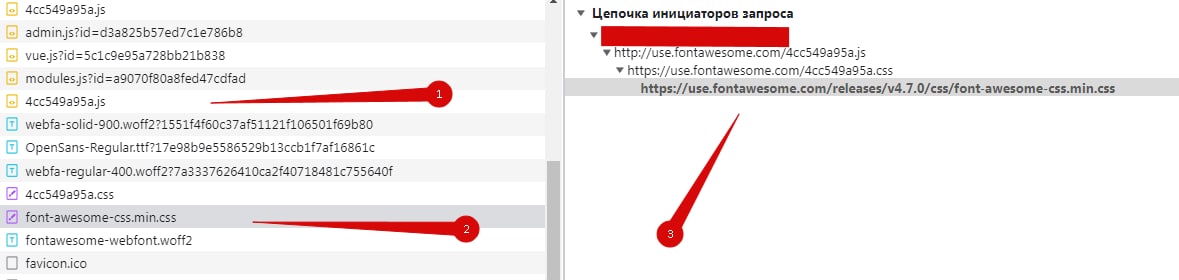 4cc549a95a.js
admin.js?id=d3a825b57ed7c1e786b8
vue.js?id=5c1c9e95a728bb21b838
modules.js?id=a9070f80a8fed47cdfad
4cc549a95a.js
1
webfa-solid-900.woff2?1551f4f60c37af51121f106501f69b80
OpenSans-Regular.ttf?17e98b9e5586529b13ccb1f7af16861c
webfa-regular-400.woff2?7a3337626410ca2f40718481c755640f
4cc549a95a.css
font-awesome-css.min.css
2
fontawesome-webfont.woff2
favicon.ico
Цепочка инициаторов запроса
http://use.fontawesome.com/4cc549a95a.js
https://use.fontawesome.com/4cc549a95a.css
https://use.fontawesome.com/releases/v4.7.0/css/font-awesome-css.min.css
3